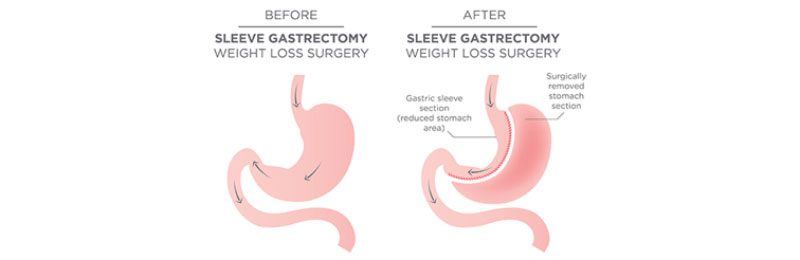 BEFORE
SLEEVE GASTRECTOMY
WEIGHT LOSS SURGERY
AFTER
SLEEVE GASTRECTOMY
WEIGHT LOSS SURGERY
Gastric sleeve
section
(reduced stomach
area)
Surgically
removed
stomach
section